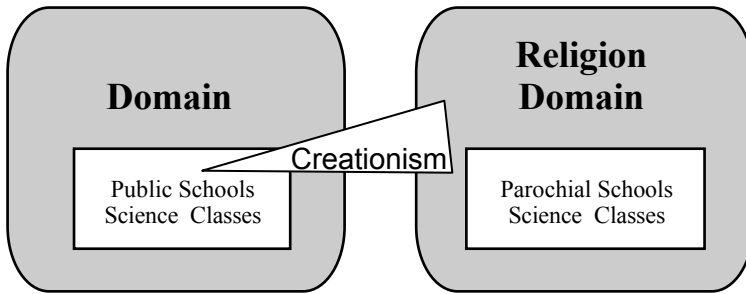 Domain
Public Schools
Science Classes
Creationism
Religion
Domain
Parochial Schools
Science Classes